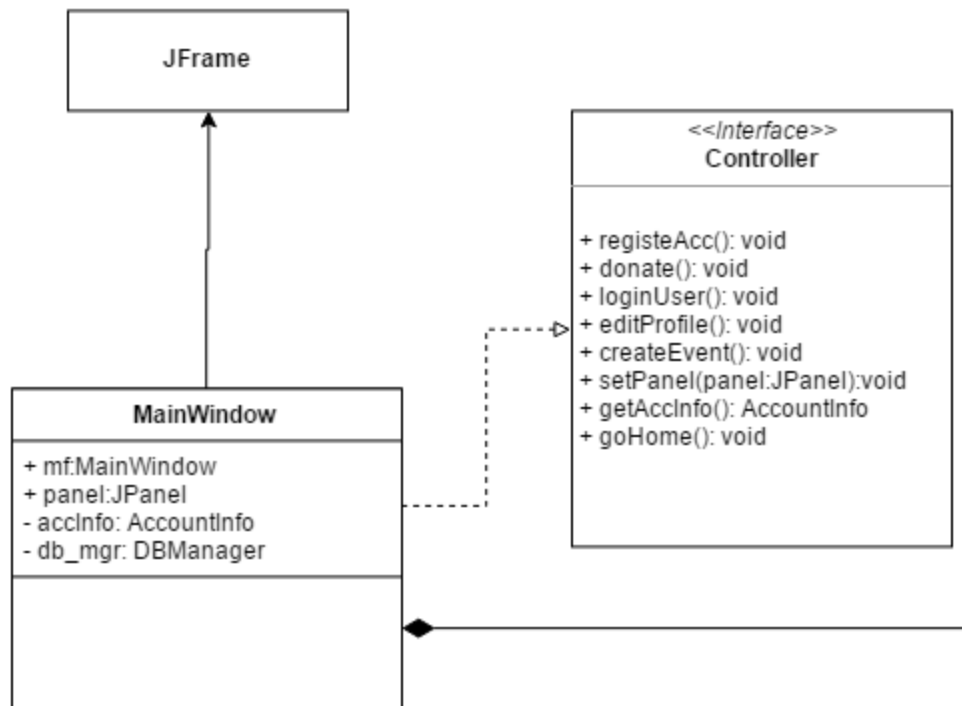 JFrame
<<Interface>>
Controller
+ registeAcc(): void
+ donate(): void
+ loginUser(): void
+ editProfile(): void
+ createEvent(): void
+ setPanel(panel:JPanel):void
+ getAccInfo(): AccountInfo
+ goHome(): void
MainWindow
+ mf:MainWindow
+ panel:JPanel
- accInfo: AccountInfo
- db_mgr: DBManager